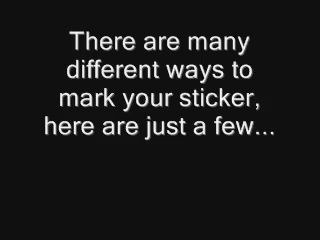 There are many
different ways to
mark your sticker,
here are just a few...